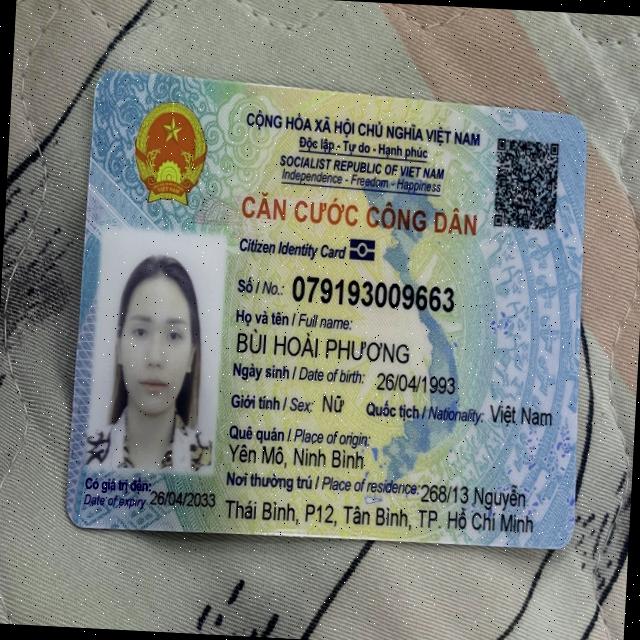 CỘNG HÒA XÃ HỘI CHỦ NGHĨA VIỆT NAM
Độc lập - Tự do - Hạnh phúc
SOCIALIST REPUBLIC OF VIET NAM
Independence - Freedom - Happiness
CĂN CƯỚC CÔNG DÂN
Citizen Identity Card
Số / No.: 079193009663
Họ và tên / Full name:
BÙI HOÀI PHƯƠNG
Ngày sinh / Date of birth: 26/04/1993
Giới tính / Sex: Nữ Quốc tịch / Nationality: Việt Nam
Quê quán / Place of origin:
Yên Mô, Ninh Bình
Nơi thường trú / Place of residence: 268/13 Nguyễn
Thái Bình, P12, Tân Bình, TP. Hồ Chí Minh
Có giá trị đến:
Date of expiry 26/04/2033